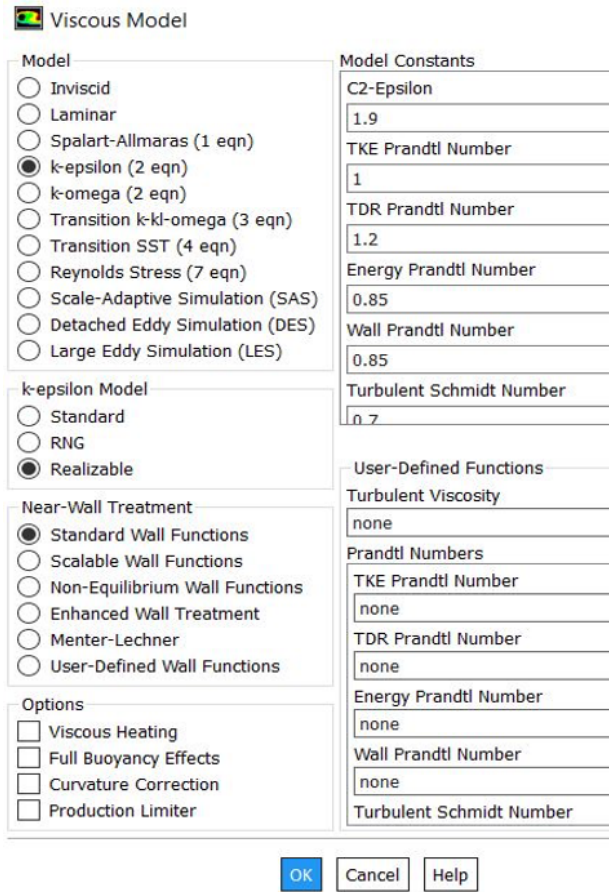 Viscous Model
Model
Inviscid
Laminar
Spalart-Allmaras (1 eqn)
k-epsilon (2 eqn)
k-omega (2 eqn)
Transition k-kl-omega (3 eqn)
Transition SST (4 eqn)
Reynolds Stress (7 eqn)
Scale-Adaptive Simulation (SAS)
Detached Eddy Simulation (DES)
Large Eddy Simulation (LES)
k-epsilon Model
Standard
RNG
Realizable
Near-Wall Treatment
Standard Wall Functions
Scalable Wall Functions
Non-Equilibrium Wall Functions
Enhanced Wall Treatment
Menter-Lechner
User-Defined Wall Functions
Options
Viscous Heating
Full Buoyancy Effects
Curvature Correction
Production Limiter
Model Constants
C2-Epsilon
1.9
TKE Prandtl Number
1
TDR Prandtl Number
1.2
Energy Prandtl Number
0.85
Wall Prandtl Number
0.85
Turbulent Schmidt Number
0.7
User-Defined Functions
Turbulent Viscosity
none
Prandtl Numbers
TKE Prandtl Number
none
TDR Prandtl Number
none
Energy Prandtl Number
none
Wall Prandtl Number
none
Turbulent Schmidt Number
OK
Cancel
Help